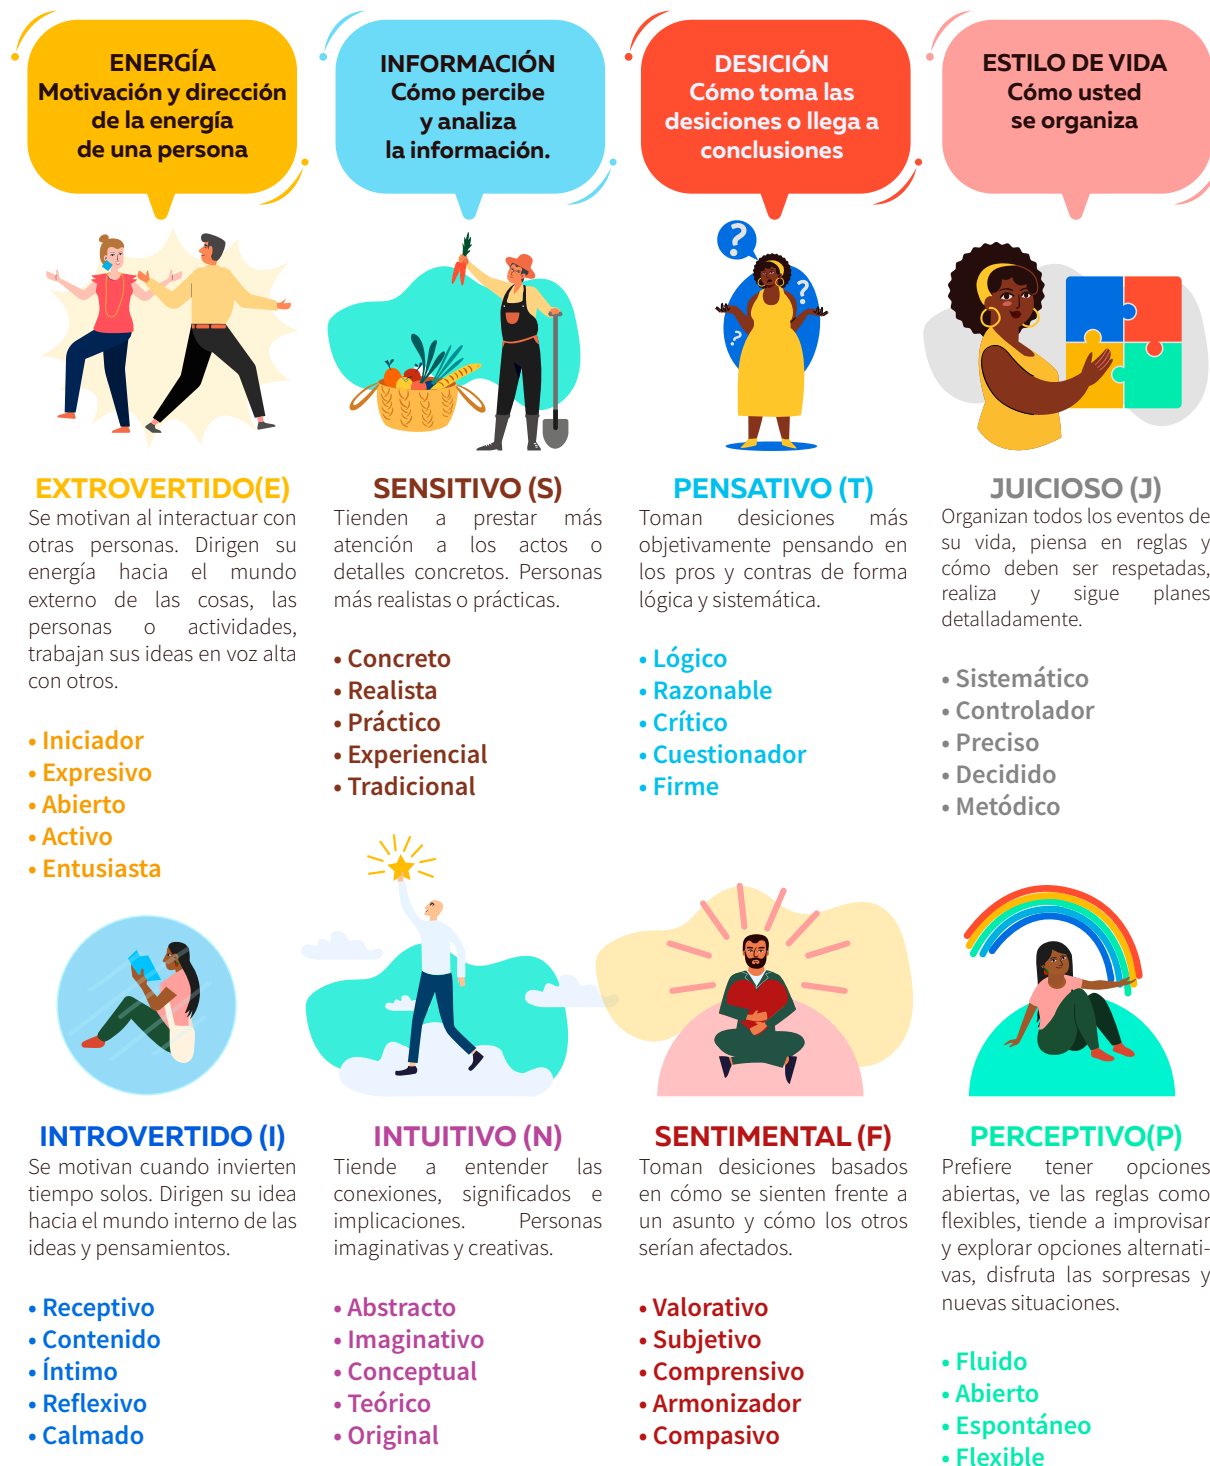 ENERGÍA
Motivación y dirección
de la energía
de una persona
INFORMACIÓN
Cómo percibe
y analiza
la información.
DESICIÓN
Cómo toma las
desiciones o llega a
conclusiones
ESTILO DE VIDA
Cómo usted
se organiza
?
?
?
EXTROVERTIDO(E)
Se motivan al interactuar con
otras personas. Dirigen su
energía hacia el mundo
externo de las cosas, las
personas o actividades,
trabajan sus ideas en voz alta
con otros.
• Iniciador
• Expresivo
• Abierto
• Activo
• Entusiasta
SENSITIVO (S)
Tienden a prestar más
atención a los actos o
detalles concretos. Personas
más realistas o prácticas.
• Concreto
• Realista
• Práctico
• Experiencial
• Tradicional
PENSATIVO (T)
Toman desiciones más
objetivamente pensando en
los pros y contras de forma
lógica y sistemática.
• Lógico
• Razonable
• Crítico
• Cuestionador
• Firme
JUICIOSO (J)
Organizan todos los eventos de
su vida, piensa en reglas y
cómo deben ser respetadas,
realiza y sigue planes
detalladamente.
• Sistemático
• Controlador
• Preciso
• Decidido
• Metódico
INTROVERTIDO (I)
Se motivan cuando invierten
tiempo solos. Dirigen su idea
hacia el mundo interno de las
ideas y pensamientos.
• Receptivo
• Contenido
• Íntimo
• Reflexivo
• Calmado
INTUITIVO (N)
Tiende a entender las
conexiones, significados e
implicaciones. Personas
imaginativas y creativas.
• Abstracto
• Imaginativo
• Conceptual
• Teórico
• Original
SENTIMENTAL (F)
Toman desiciones basados
en cómo se sienten frente a
un asunto y cómo los otros
serían afectados.
• Valorativo
• Subjetivo
• Comprensivo
• Armonizador
• Compasivo
PERCEPTIVO(P)
Prefiere tener opciones
abiertas, ve las reglas como
flexibles, tiende a improvisar
y explorar opciones alternati-
vas, disfruta las sorpresas y
nuevas situaciones.
• Fluido
• Abierto
• Espontáneo
• Flexible